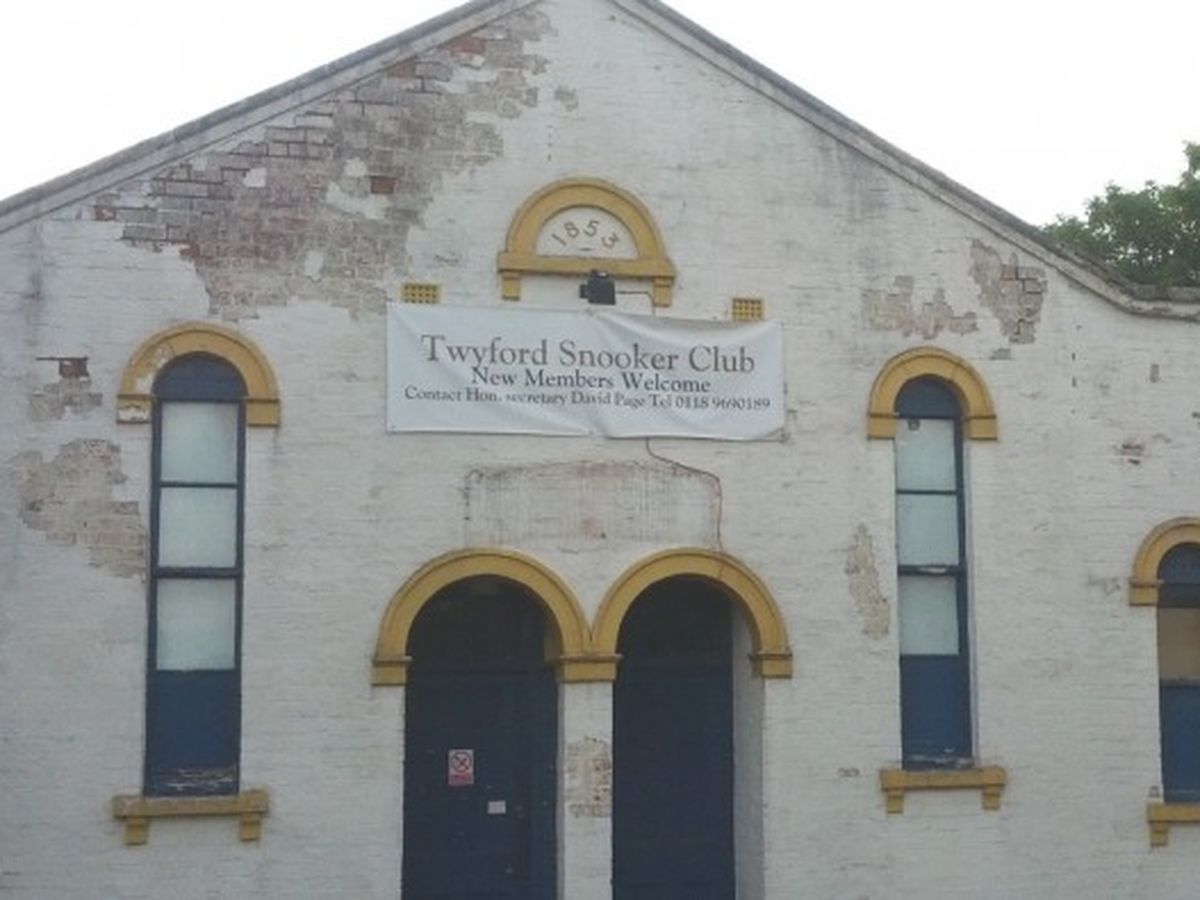 1853
Twyford Snooker Club
New Members Welcome
Contact Hon. secretary David Page Tel 0118 9690189